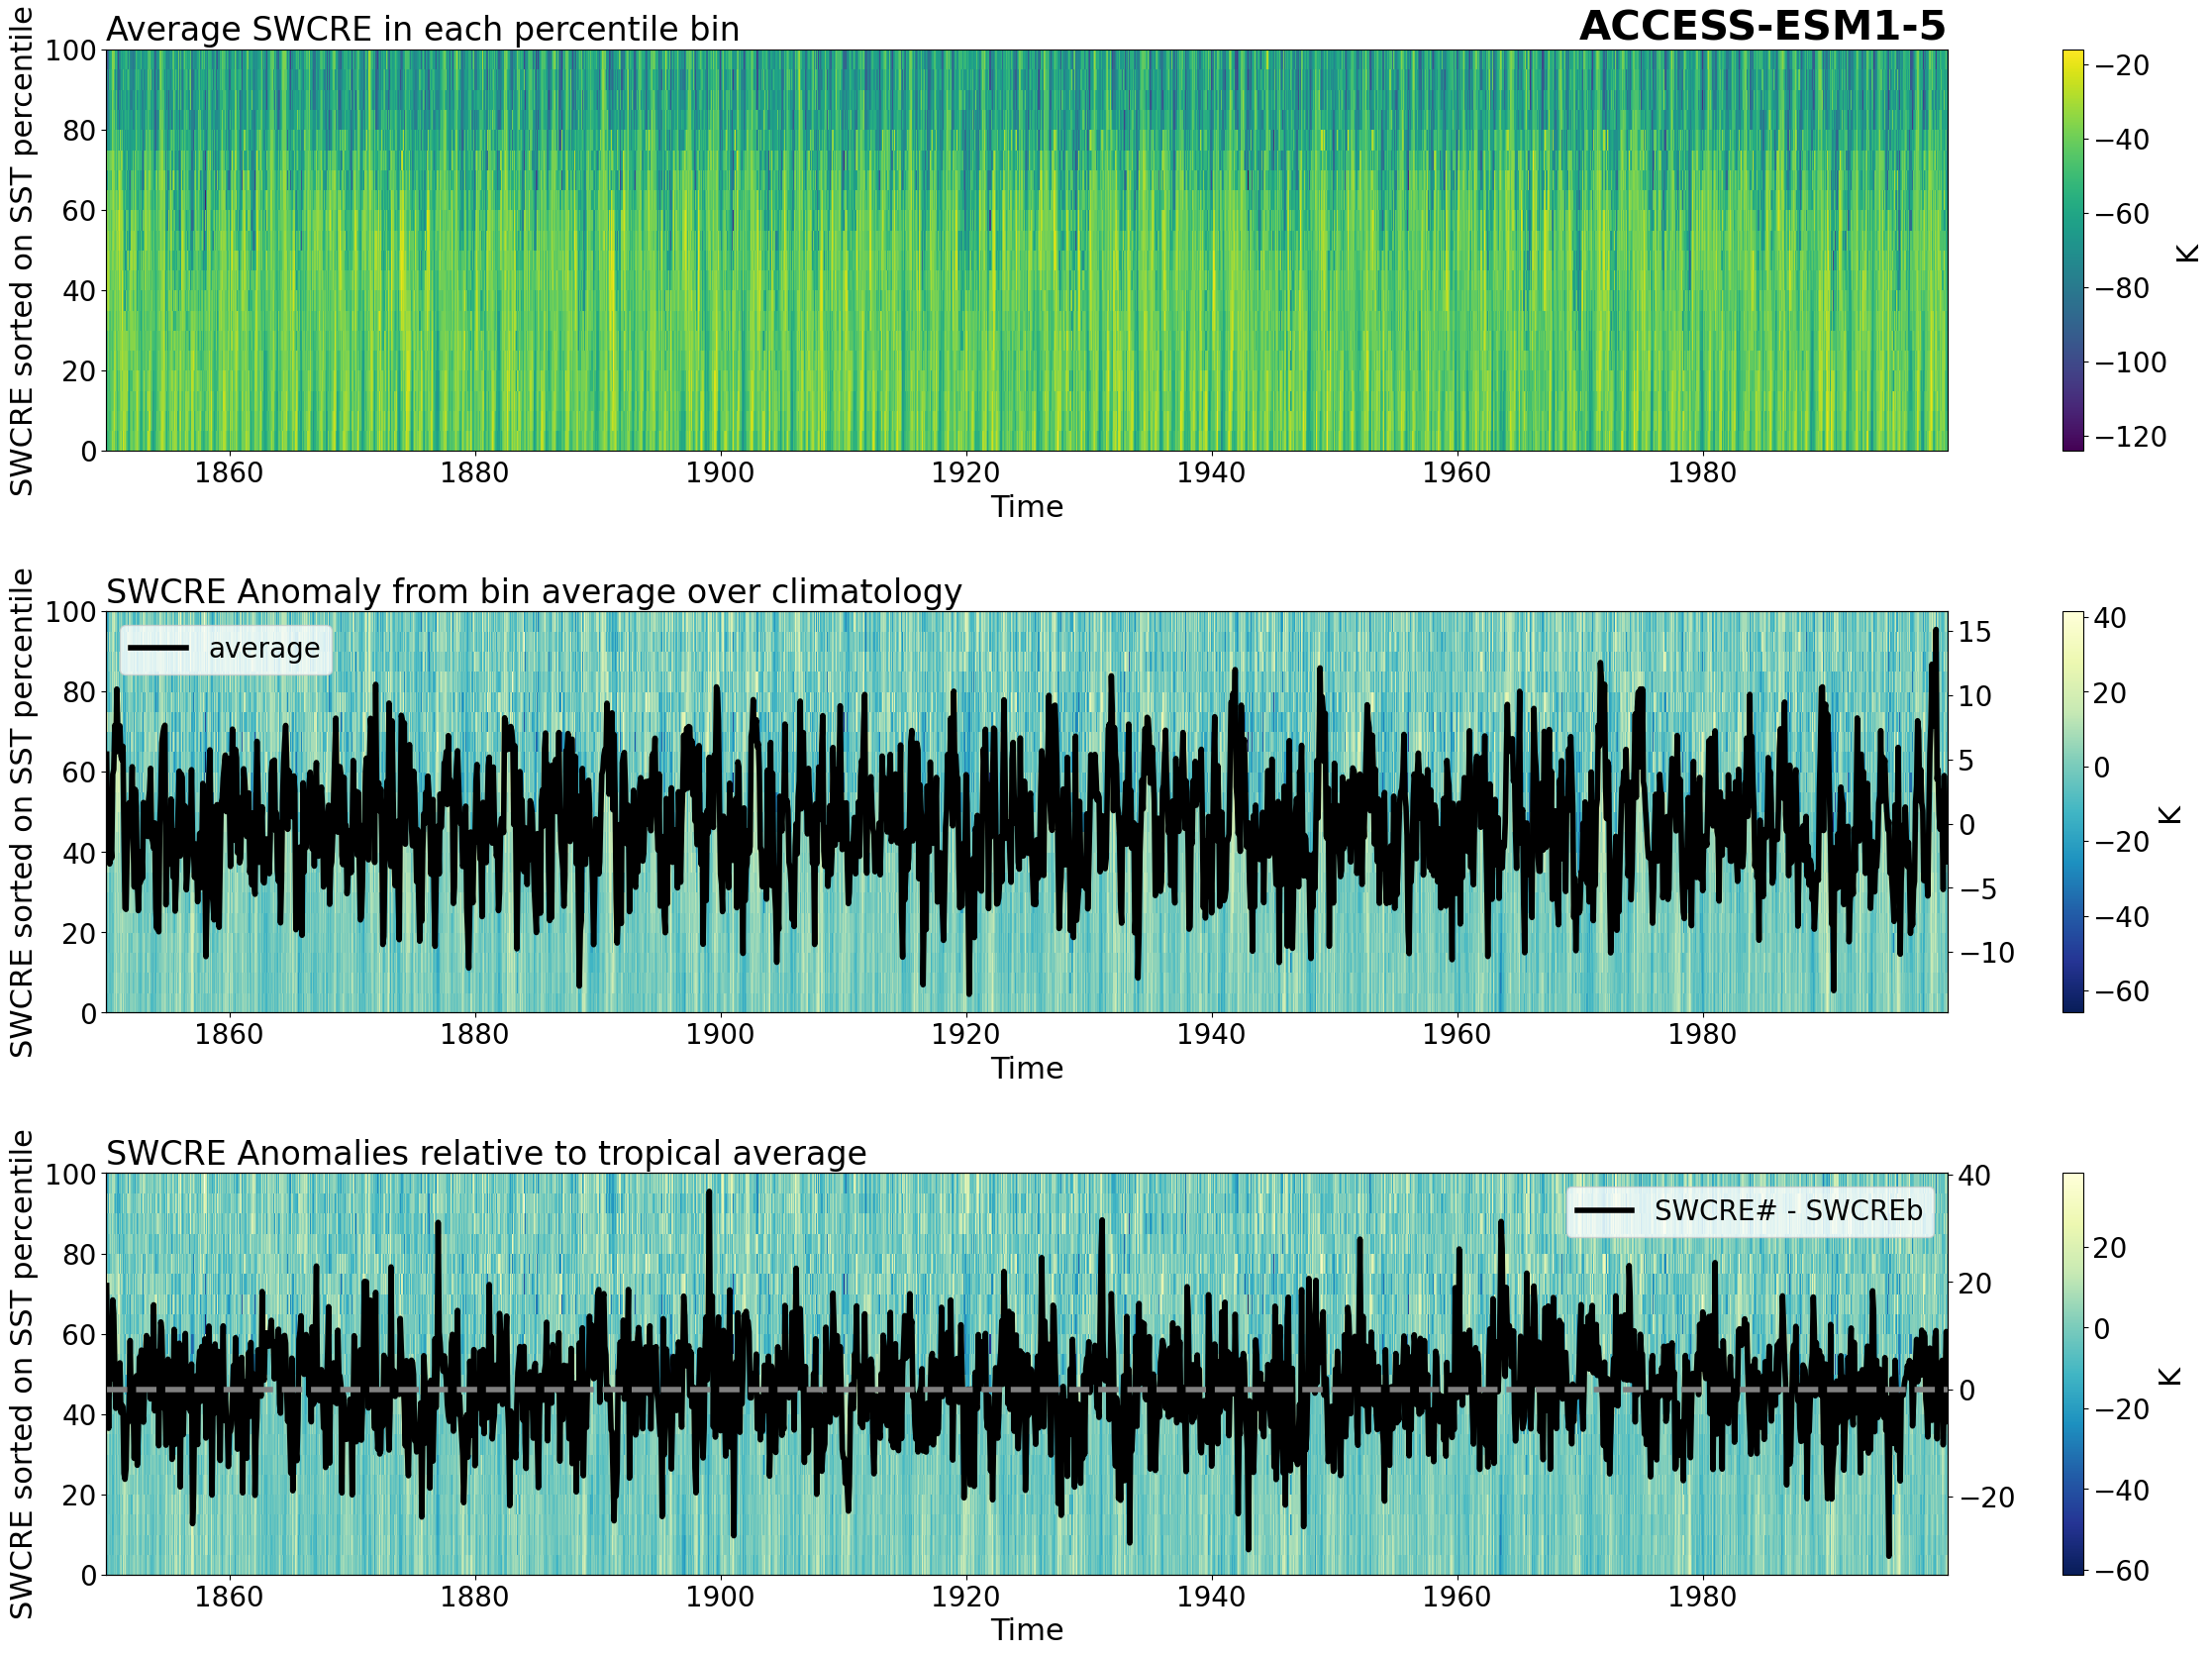 Average SWCRE in each percentile bin
ACCESS-ESM1-5
SWCRE sorted on SST percentile
100
80
60
40
20
0
1860 1880 1900 1920 1940 1960 1980
Time
−20
−40
−60
−80
−100
−120
K
SWCRE Anomaly from bin average over climatology
SWCRE sorted on SST percentile
100
80
60
40
20
0
average
15
10
5
0
−5
−10
1860 1880 1900 1920 1940 1960 1980
Time
40
20
0
−20
−40
−60
K
SWCRE Anomalies relative to tropical average
SWCRE sorted on SST percentile
100
80
60
40
20
0
SWCRE# - SWCREb
40
20
0
−20
1860 1880 1900 1920 1940 1960 1980
Time
20
0
−20
−40
−60
K